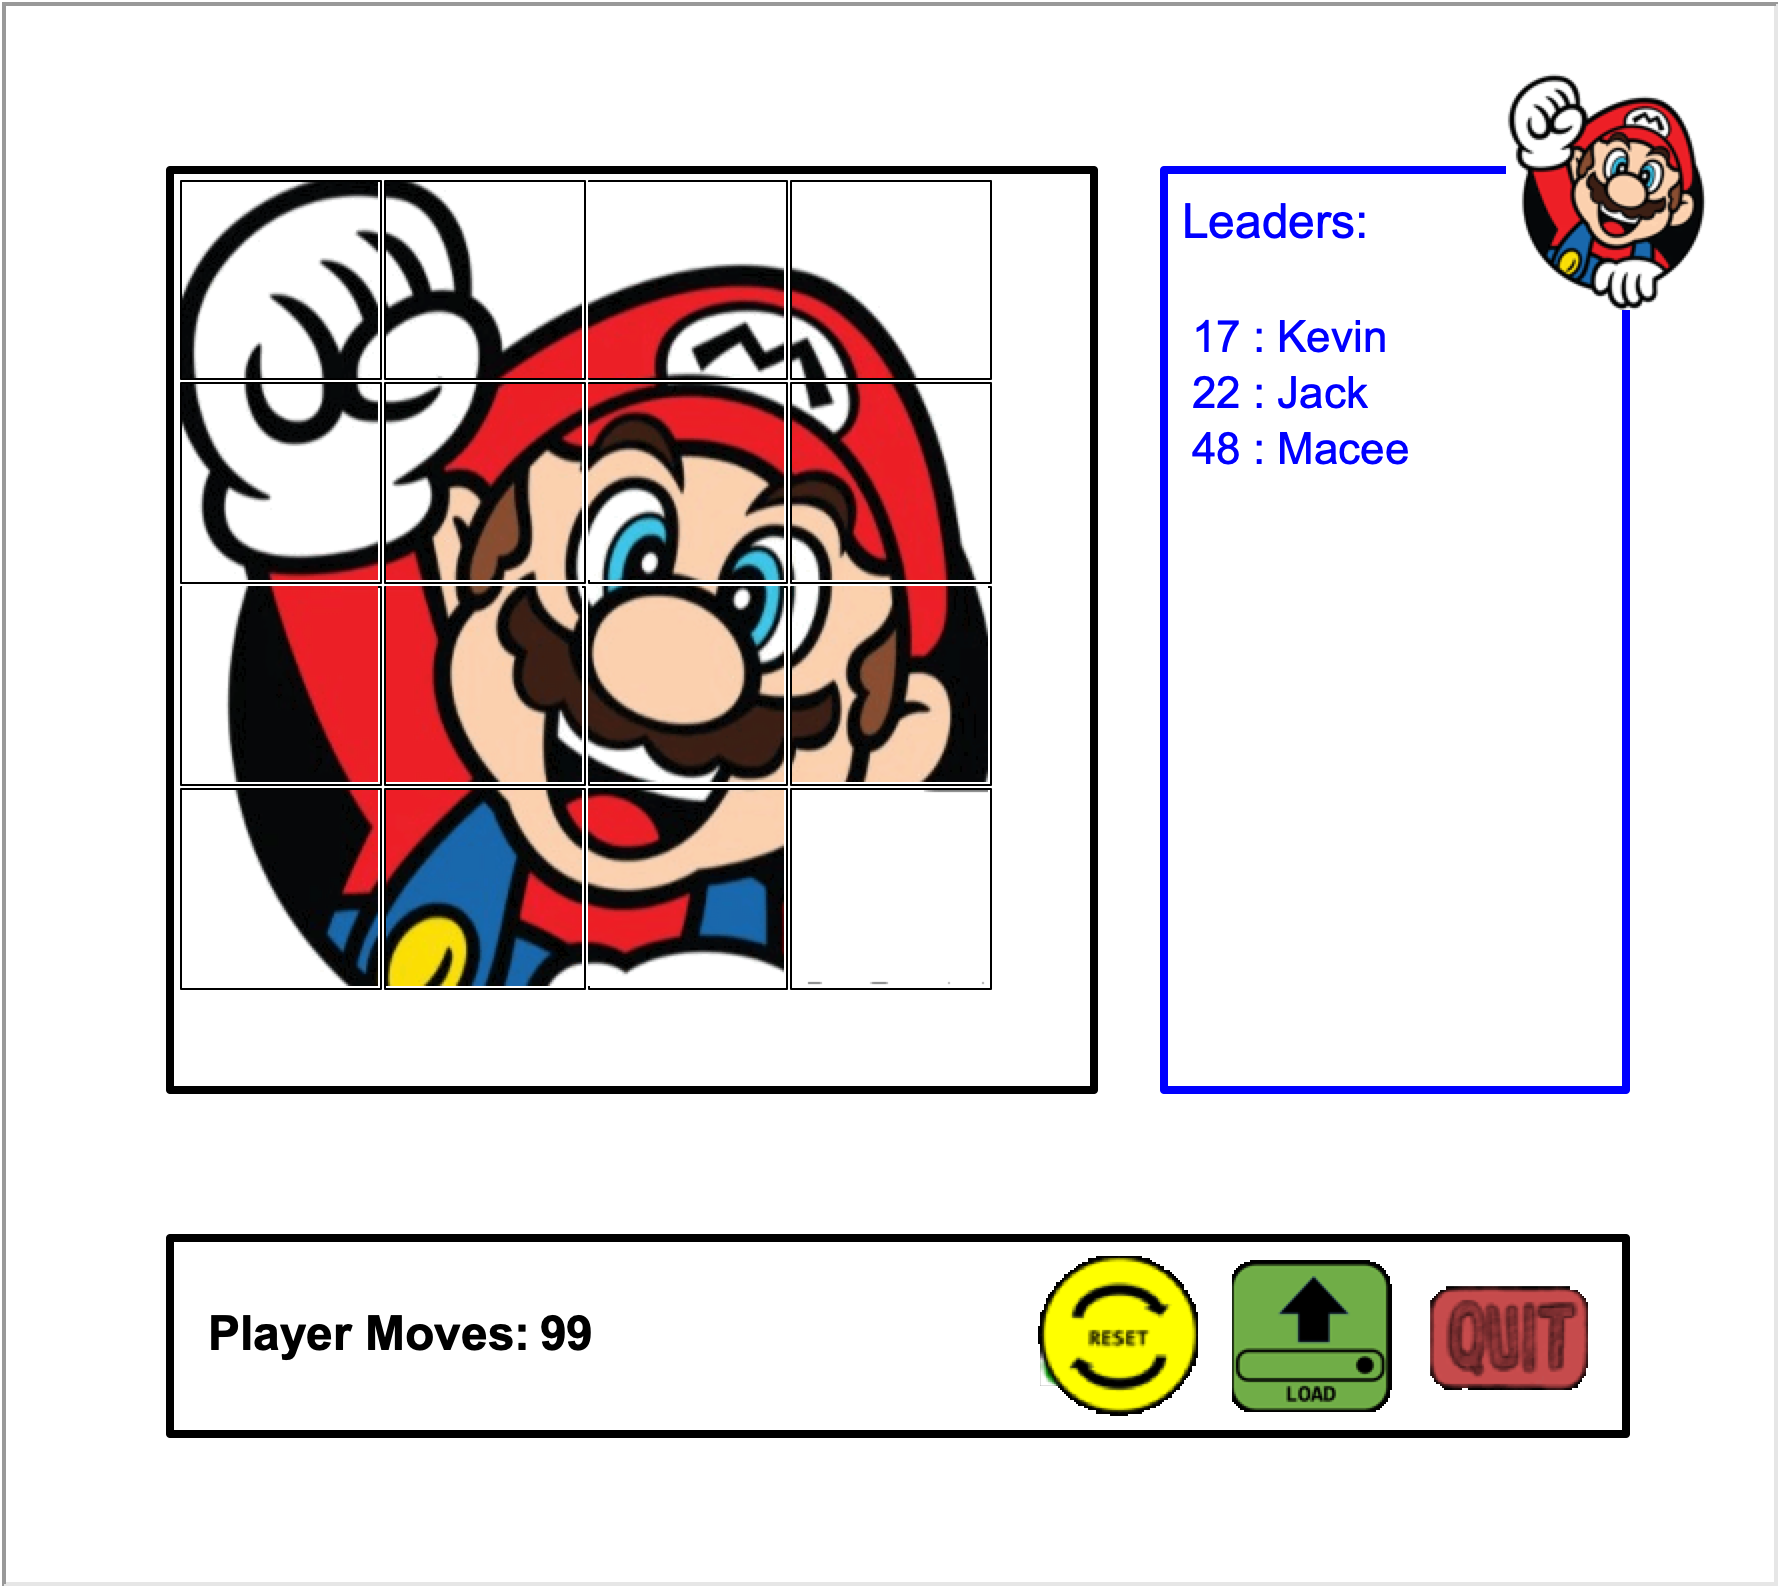 Leaders:
17 : Kevin
22 : Jack
48 : Macee
Player Moves: 99
RESET
LOAD
QUIT